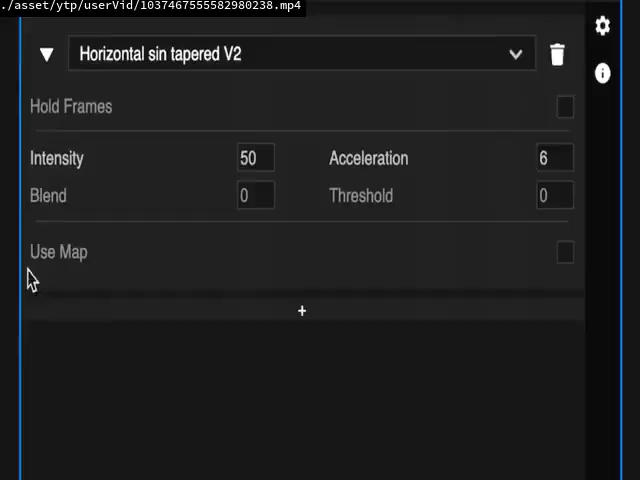 ./asset/ytp/userVid/1037467555582980238.mp4
Horizontal sin tapered V2
Hold Frames
Intensity 50 Acceleration 6
Blend 0 Threshold 0
Use Map
+